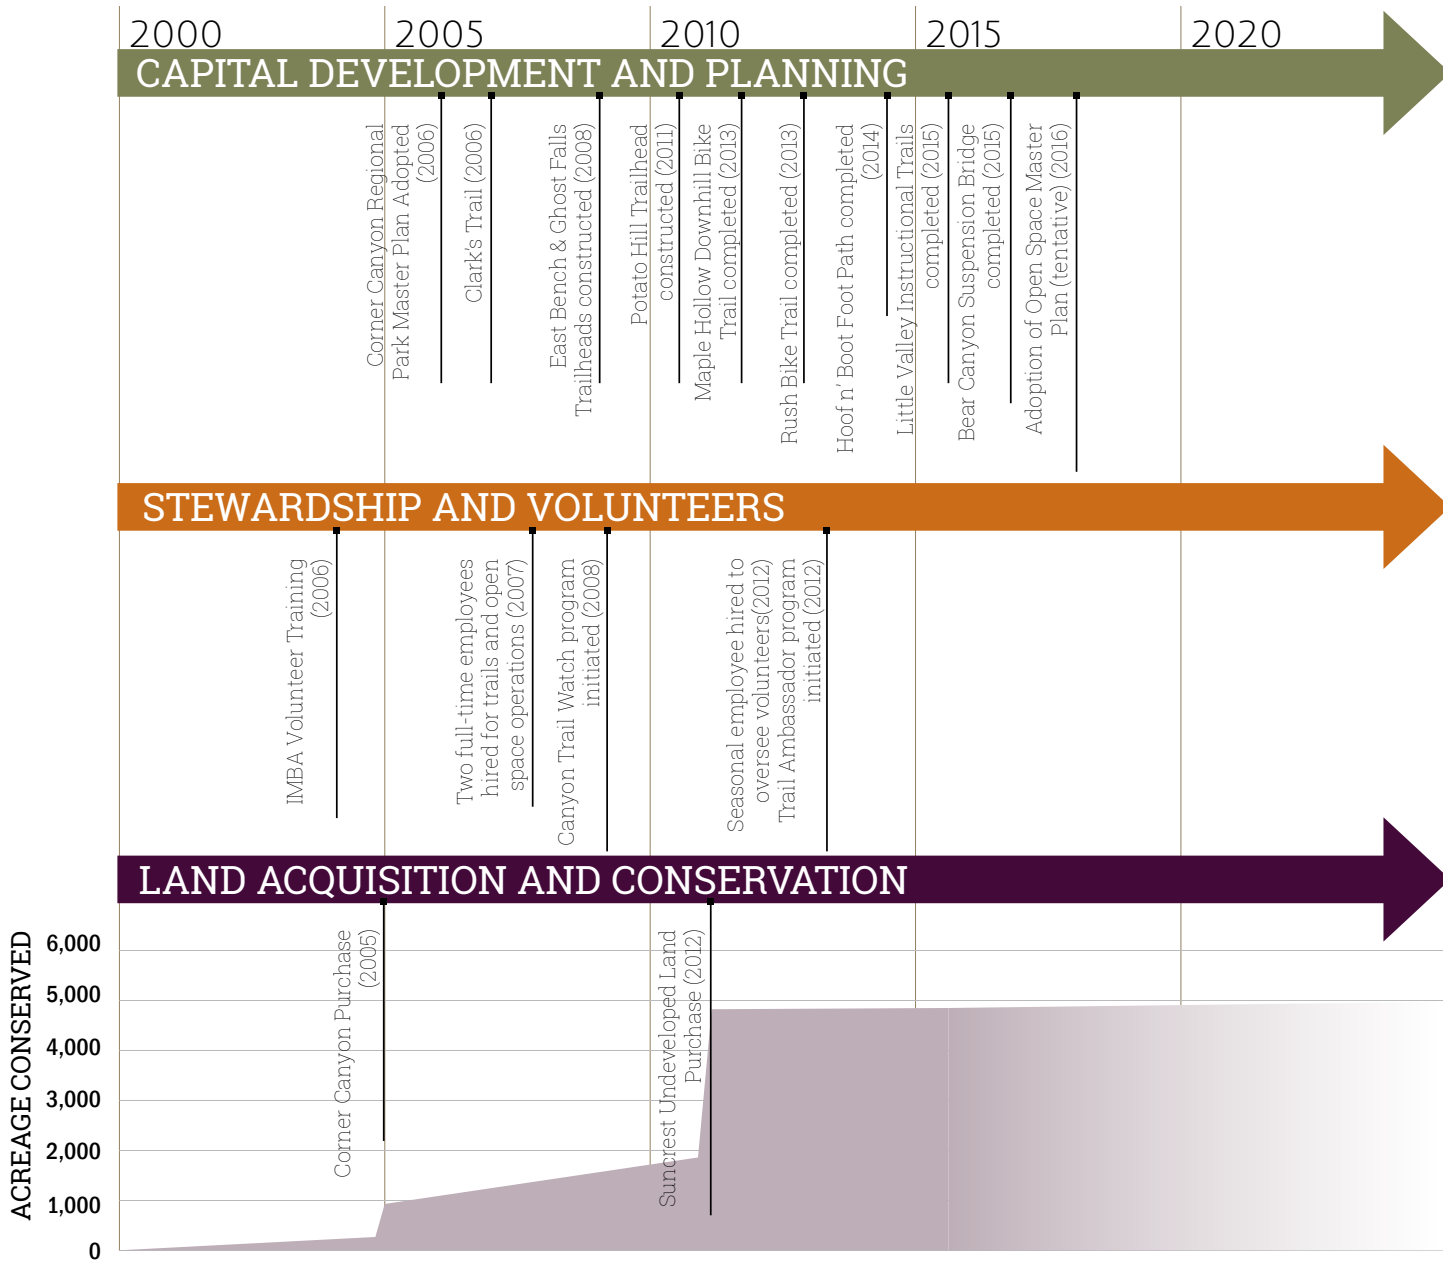 2000
2005
2010
2015
2020
CAPITAL DEVELOPMENT AND PLANNING
Corner Canyon Regional
Park Master Plan Adopted
(2006)
Clark's Trail (2006)
East Bench & Ghost Falls
Trailheads constructed (2008)
Potato Hill Trailhead
constructed (2011)
Maple Hollow Downhill Bike
Trail completed (2013)
Rush Bike Trail completed (2013)
Hoof n' Boot Foot Path completed
(2014)
Little Valley Instructional Trails
completed (2015)
Bear Canyon Suspension Bridge
completed (2015)
Adoption of Open Space Master
Plan (tentative) (2016)
STEWARDSHIP AND VOLUNTEERS
IMBA Volunteer Training
(2006)
Two full-time employees
hired for trails and open
space operations (2007)
Canyon Trail Watch program
initiated (2008)
Seasonal employee hired to
oversee volunteers(2012)
Trail Ambassador program
initiated (2012)
LAND ACQUISITION AND CONSERVATION
ACREAGE CONSERVED
6,000
5,000
4,000
3,000
2,000
1,000
0
Corner Canyon Purchase
(2005)
Suncrest Undeveloped Land
Purchase (2012)